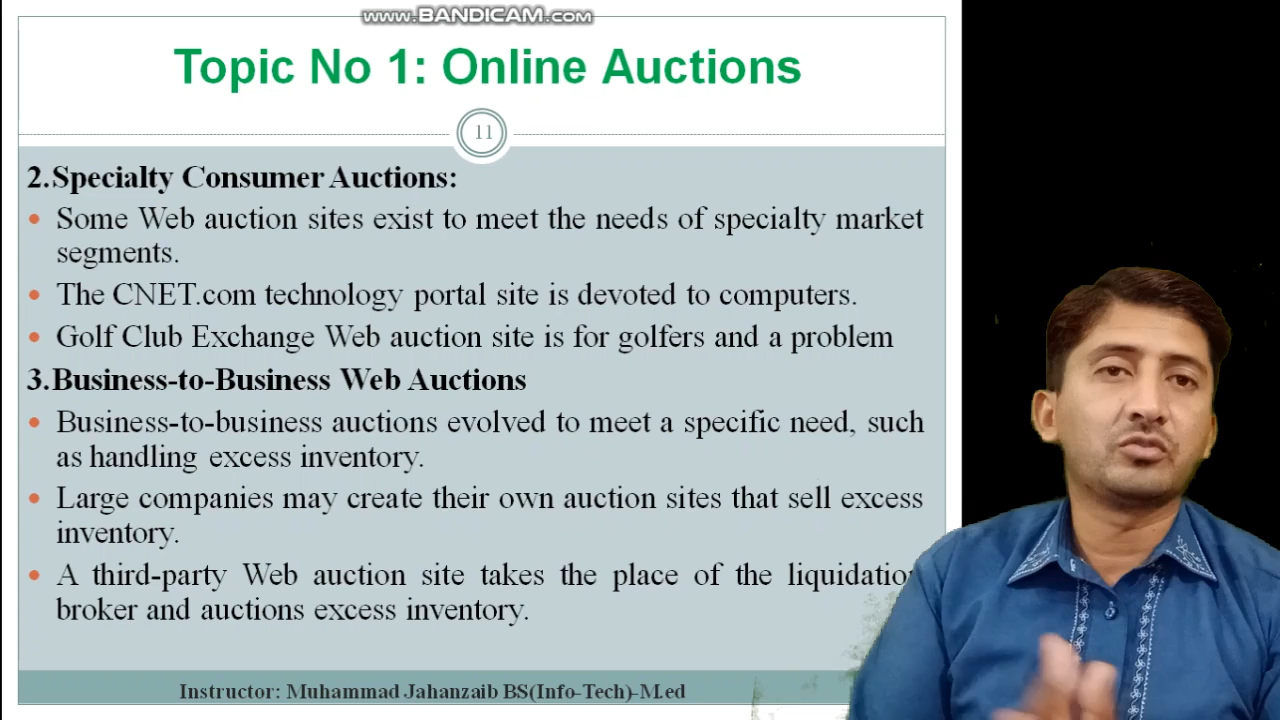 www.BANDICAM.com
Topic No 1: Online Auctions
11
2.Specialty Consumer Auctions:
• Some Web auction sites exist to meet the needs of specialty market
segments.
• The CNET.com technology portal site is devoted to computers.
• Golf Club Exchange Web auction site is for golfers and a problem
3.Business-to-Business Web Auctions
• Business-to-business auctions evolved to meet a specific need, such
as handling excess inventory.
• Large companies may create their own auction sites that sell excess
inventory.
• A third-party Web auction site takes the place of the liquidation
broker and auctions excess inventory.
Instructor: Muhammad Jahanzaib BS(Info-Tech)-M.ed